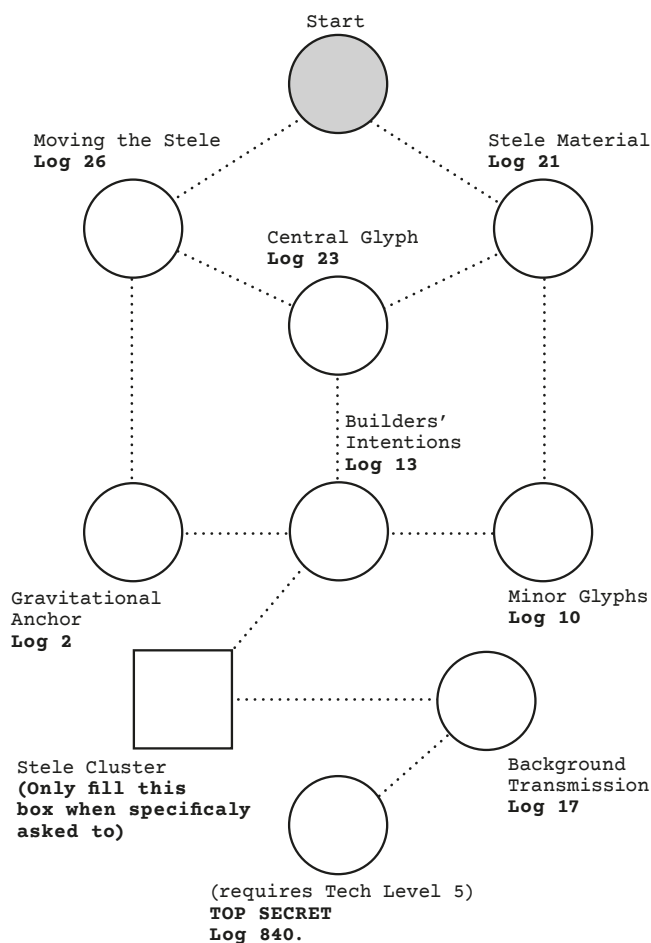 Start
Moving the Stele
Log 26
Stele Material
Log 21
Central Glyph
Log 23
Builders'
Intentions
Log 13
Gravitational
Anchor
Log 2
Minor Glyphs
Log 10
Stele Cluster
(Only fill this
box when specificaly
asked to)
Background
Transmission
Log 17
(requires Tech Level 5)
TOP SECRET
Log 840.